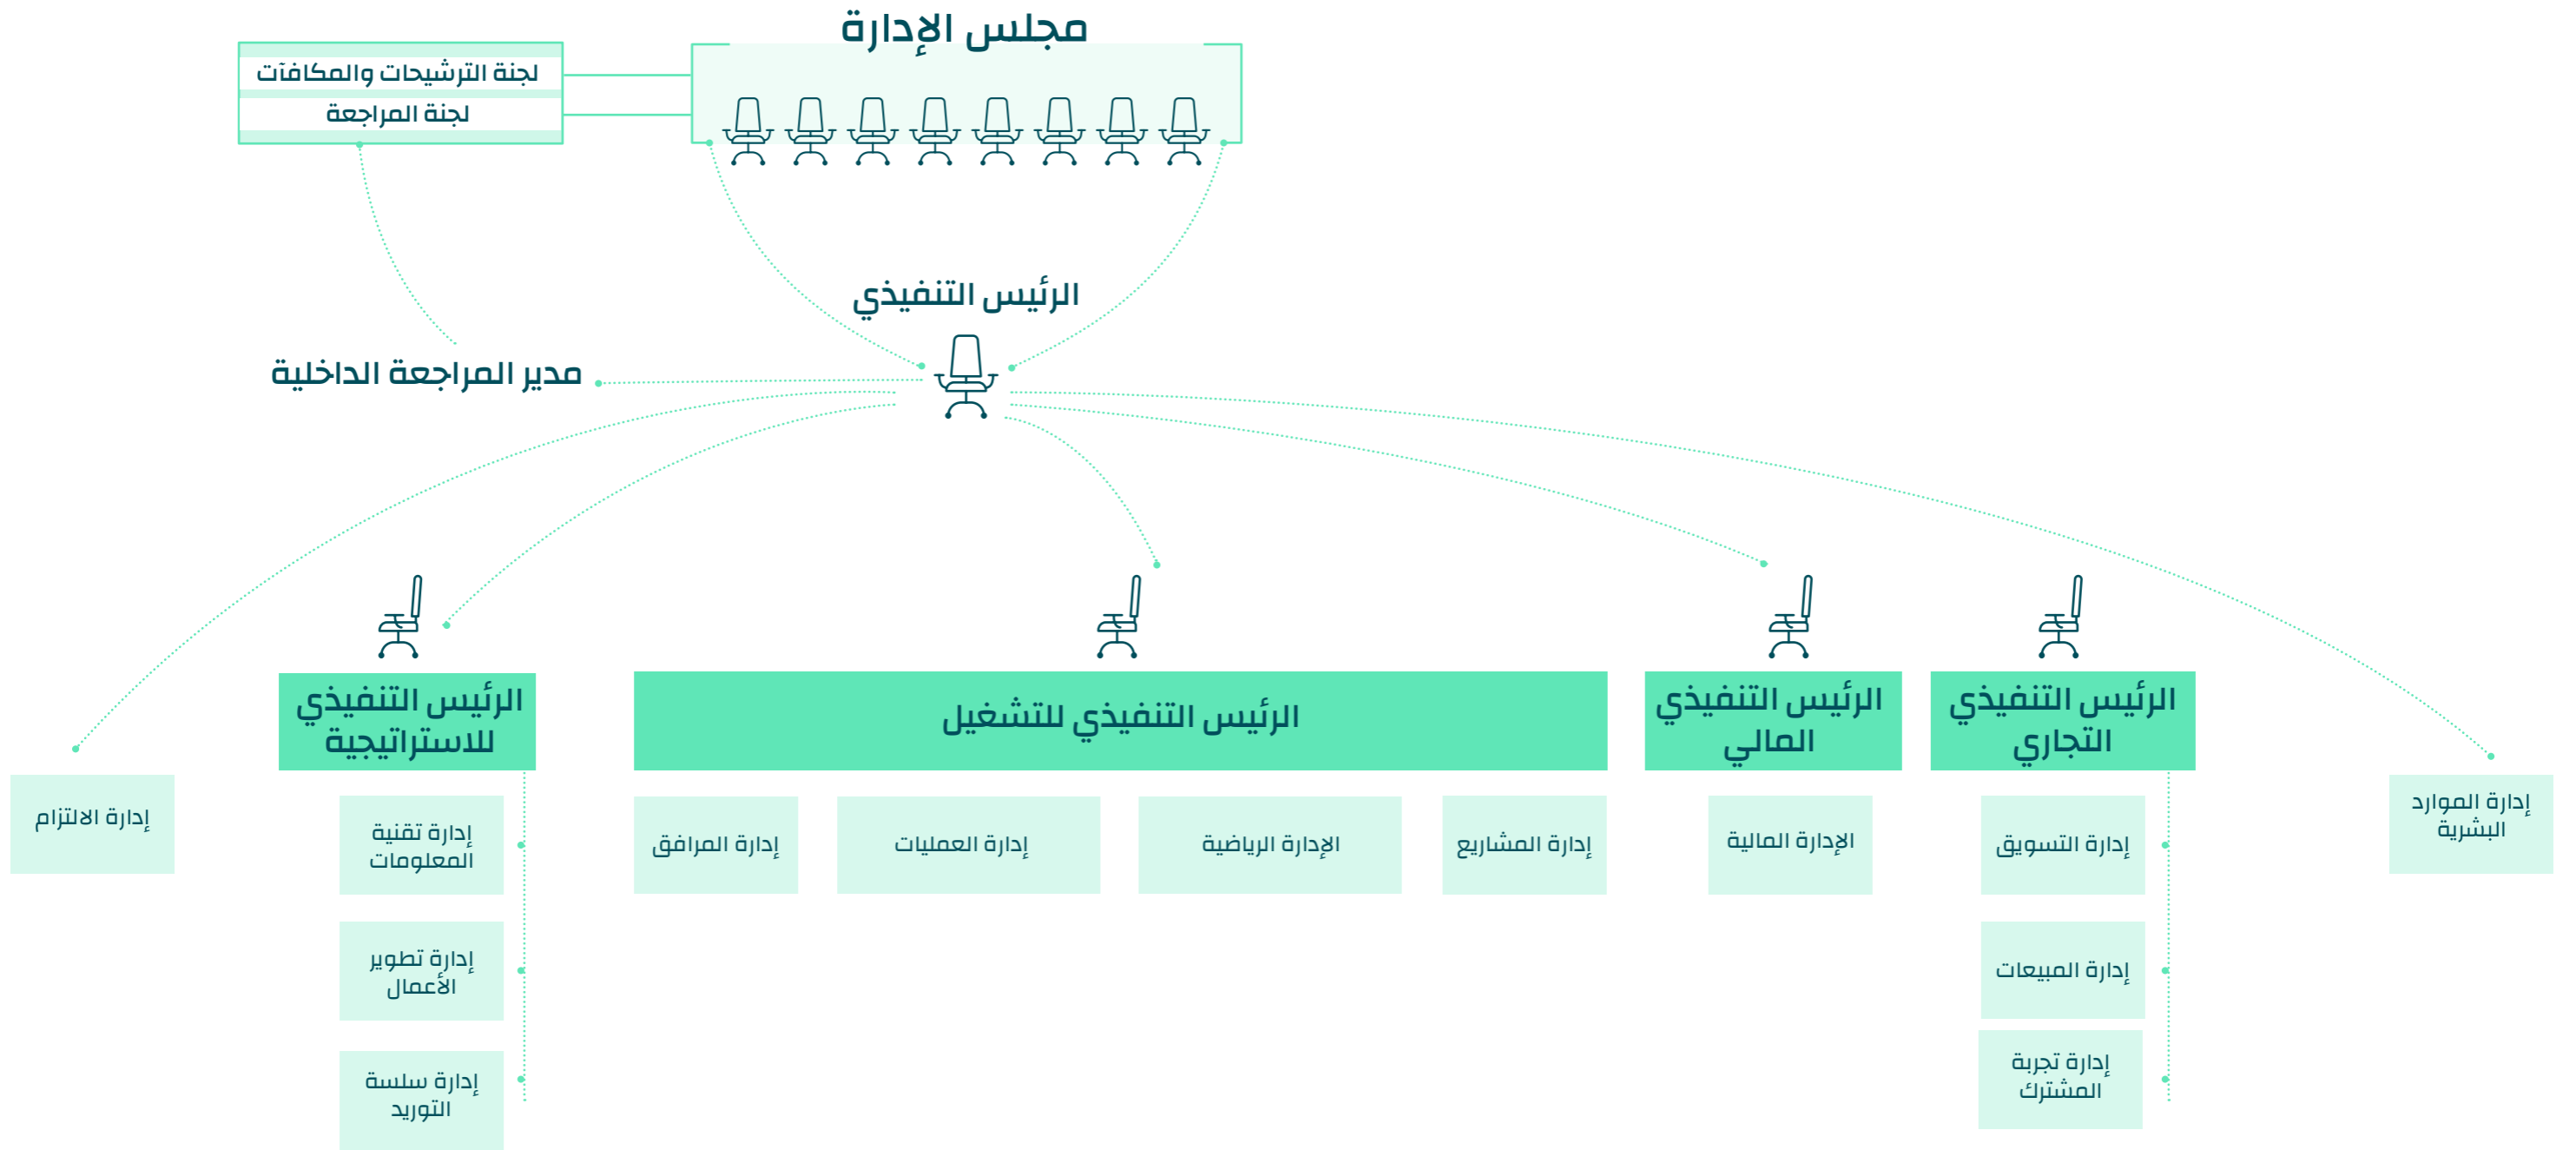 مجلس الإدارة
لجنة الترشيحات والمكافآت
لجنة المراجعة
الرئيس التنفيذي
مدير المراجعة الداخلية
الرئيس التنفيذي
التجاري
الرئيس التنفيذي
المالي
الرئيس التنفيذي للتشغيل
الرئيس التنفيذي
للاستراتيجية
إدارة الموارد
البشرية
إدارة التسويق
إدارة المبيعات
إدارة تجربة
المشترك
الإدارة المالية
إدارة المشاريع
الإدارة الرياضية
إدارة العمليات
إدارة المرافق
إدارة تقنية
المعلومات
إدارة تطوير
الأعمال
إدارة سلسة
التوريد
إدارة الالتزام